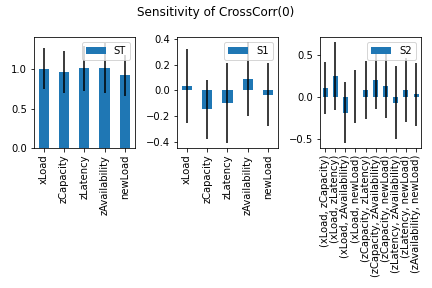 Sensitivity of CrossCorr(0)
ST
1.0
0.5
0.0
xLoad
zCapacity
zLatency
zAvailability
newLoad
S1
0.4
0.2
0.0
−0.2
−0.4
xLoad
zCapacity
zLatency
zAvailability
newLoad
S2
0.5
0.0
−0.5
(xLoad, zCapacity)
(xLoad, zLatency)
(xLoad, zAvailability)
(xLoad, newLoad)
(zCapacity, zLatency)
(zCapacity, zAvailability)
(zCapacity, newLoad)
(zLatency, zAvailability)
(zLatency, newLoad)
(zAvailability, newLoad)